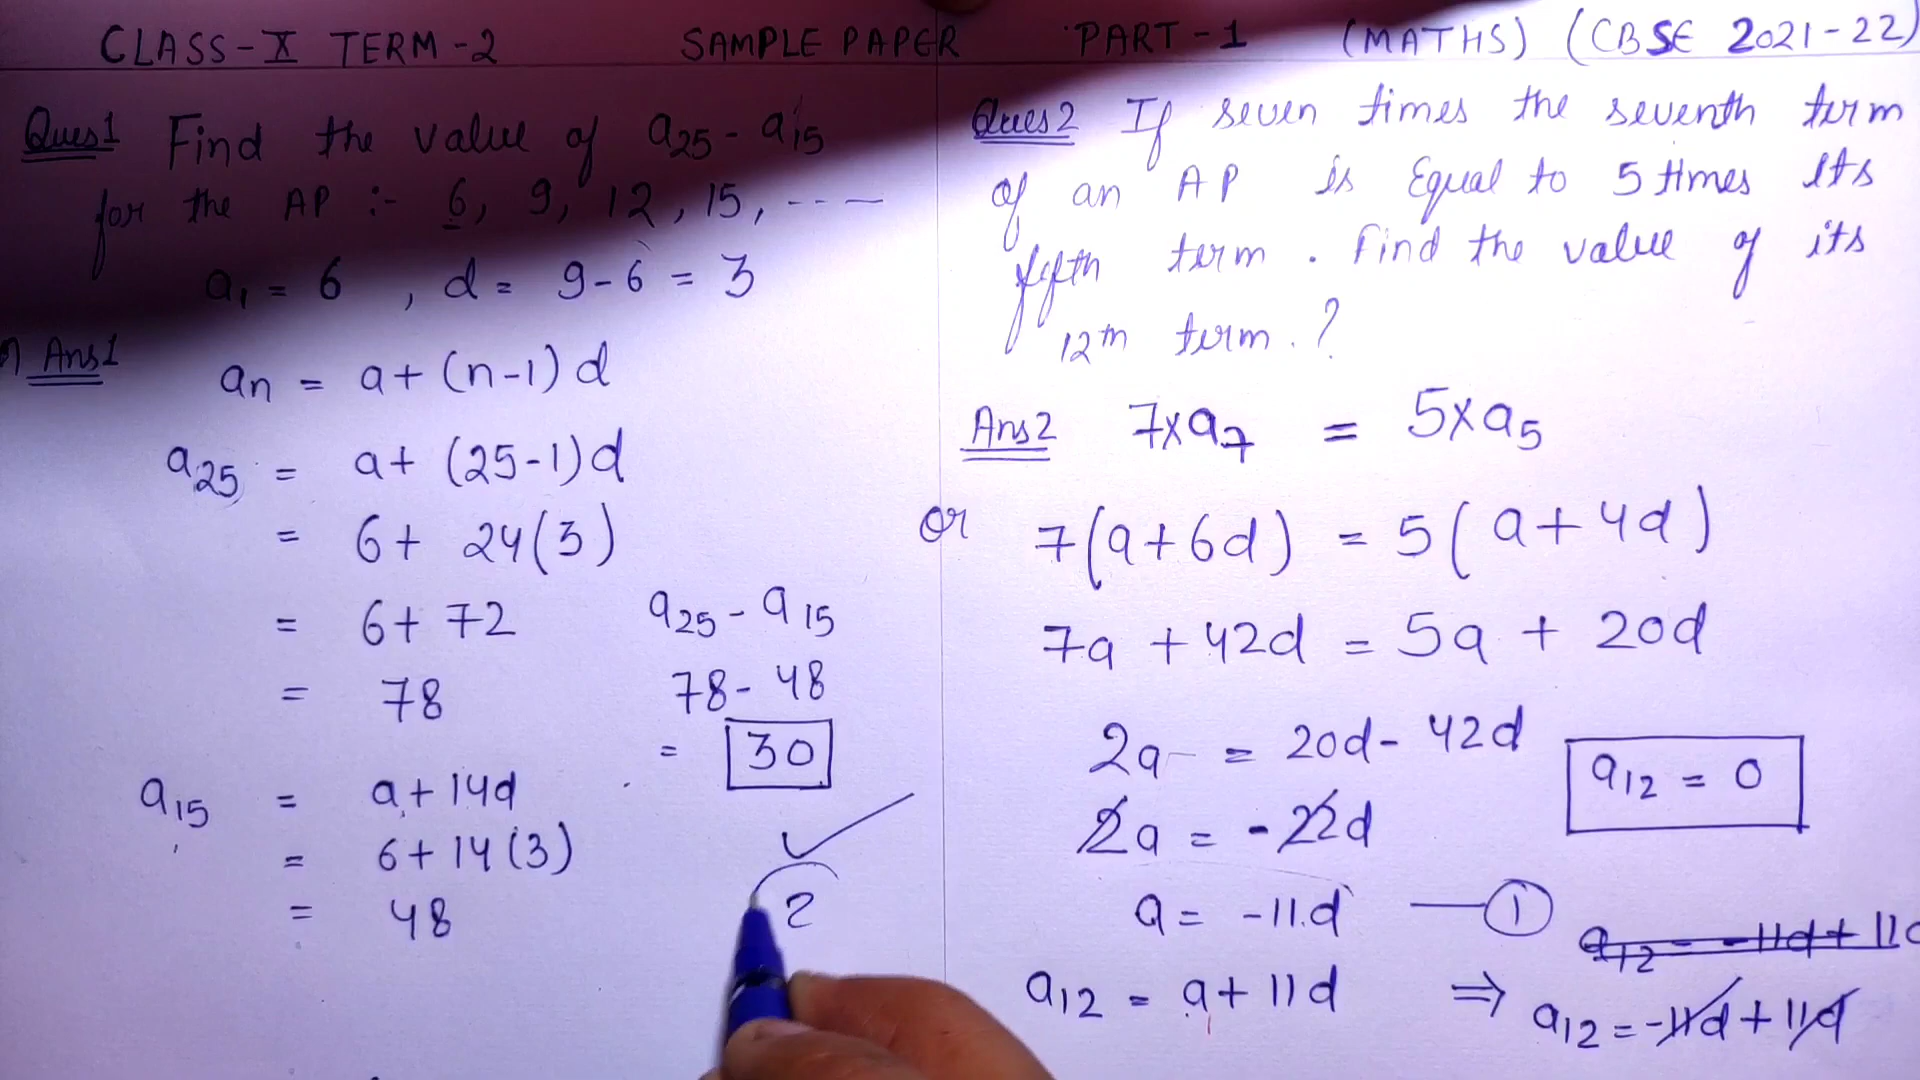 CLASS-X TERM-2 SAMPLE PAPER PART-1 (MATHS) (CBSE 2021-22)
Ques1 Find the value of a25 - a15
for the AP :- 6, 9, 12, 15, ----
a1 = 6 , d = 9-6 = 3
Ans1
an = a+(n-1)d
a25 = a+ (25-1)d
= 6+ 24(3)
= 6+ 72
= 78
a15 = a+14d
= 6+14(3)
= 48
a25 - a15
78 - 48
= 30
2
Ques2 If seven times the seventh term
of an AP is Equal to 5 times Its
fifth term. Find the value of its
12th term.?
Ans2 7xa7 = 5xa5
or 7(a+6d) = 5(a+4d)
7a + 42d = 5a + 20d
2a = 20d - 42d
2a = -22d
a = -11d — 1
a12 = a+11d ⇒ a12 = -11d + 11d
a12 = 0